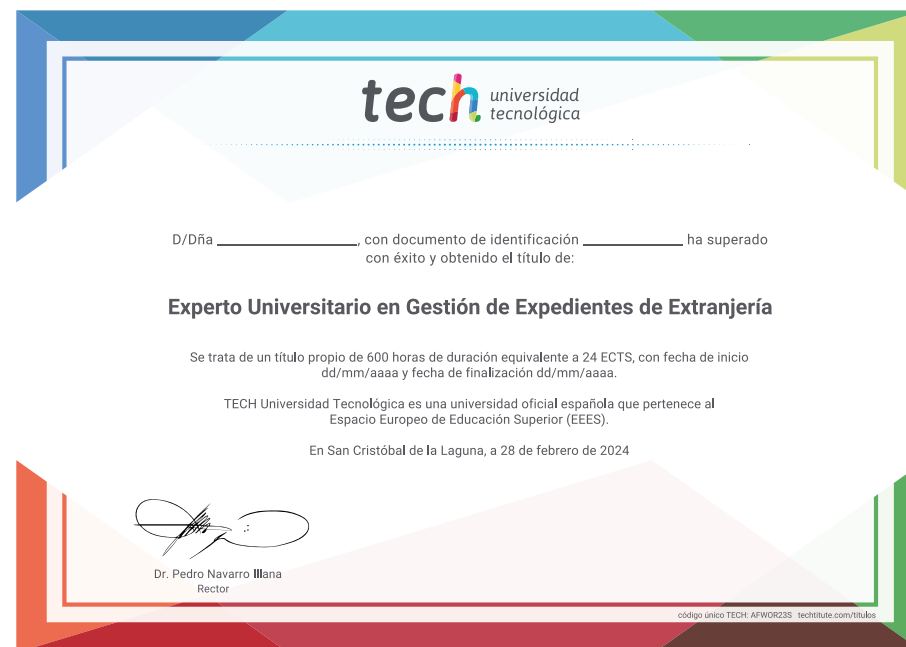 tech universidad
tecnológica
D/Dña ____________________, con documento de identificación ______________ ha superado
con éxito y obtenido el título de:
Experto Universitario en Gestión de Expedientes de Extranjería
Se trata de un título propio de 600 horas de duración equivalente a 24 ECTS, con fecha de inicio
dd/mm/aaaa y fecha de finalización dd/mm/aaaa.
TECH Universidad Tecnológica es una universidad oficial española que pertenece al
Espacio Europeo de Educación Superior (EEES).
En San Cristóbal de la Laguna, a 28 de febrero de 2024
Dr. Pedro Navarro Illana
Rector
código único TECH: AFWOR23S techtitute.com/titulos